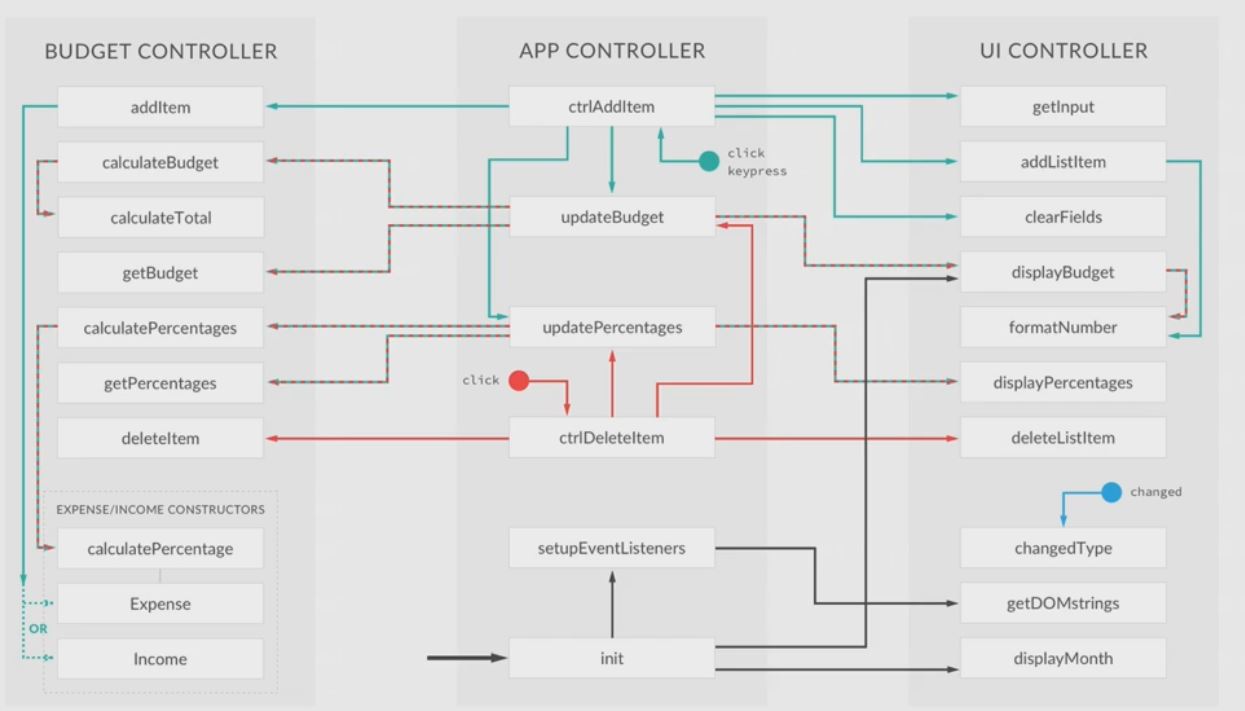 BUDGET CONTROLLER
addItem
calculateBudget
calculateTotal
getBudget
calculatePercentages
getPercentages
deleteItem
EXPENSE/INCOME CONSTRUCTORS
calculatePercentage
Expense
OR
Income
APP CONTROLLER
ctrlAddItem
click
keypress
updateBudget
updatePercentages
click
ctrlDeleteItem
setupEventListeners
init
UI CONTROLLER
getInput
addListItem
clearFields
displayBudget
formatNumber
displayPercentages
deleteListItem
changed
changedType
getDOMstrings
displayMonth